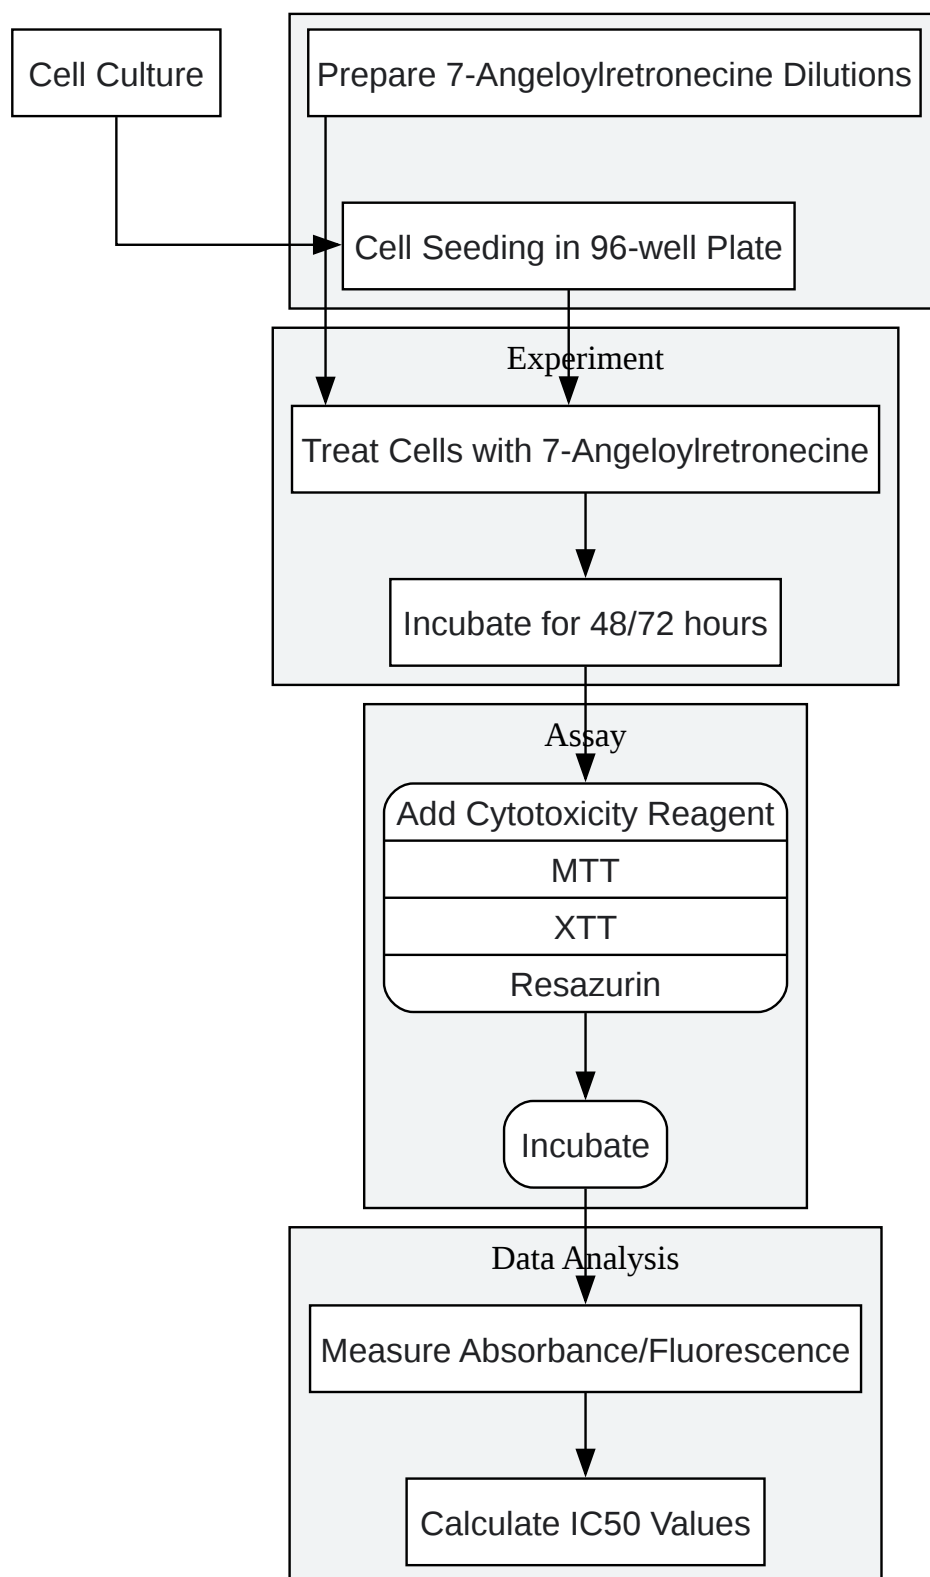 Cell Culture
Prepare 7-Angeloylretronecine Dilutions
Cell Seeding in 96-well Plate
Experiment
Treat Cells with 7-Angeloylretronecine
Incubate for 48/72 hours
Assay
Add Cytotoxicity Reagent
MTT
XTT
Resazurin
Incubate
Data Analysis
Measure Absorbance/Fluorescence
Calculate IC50 Values